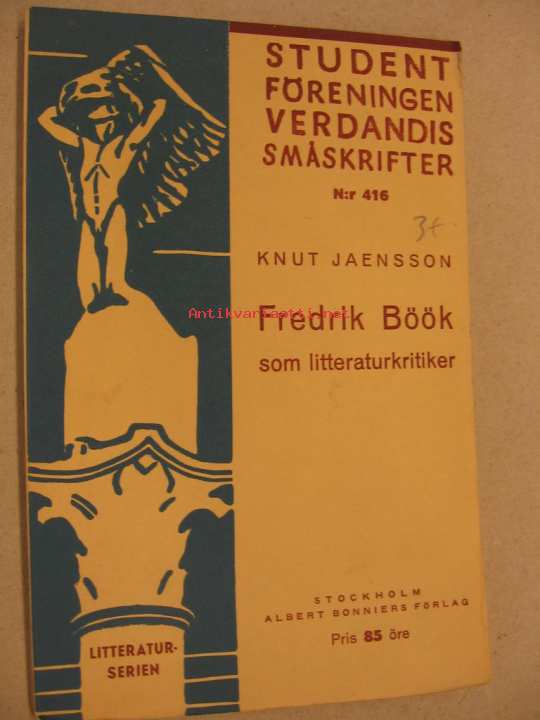 STUDENT
FÖRENINGEN
VERDANDIS
SMÅSKRIFTER
N:r 416
3+
KNUT JAENSSON
Antikvariaatti.net
Fredrik Böök
som litteraturkritiker
STOCKHOLM
ALBERT BONNIERS FÖRLAG
Pris 85 öre
LITTERATUR-
SERIEN